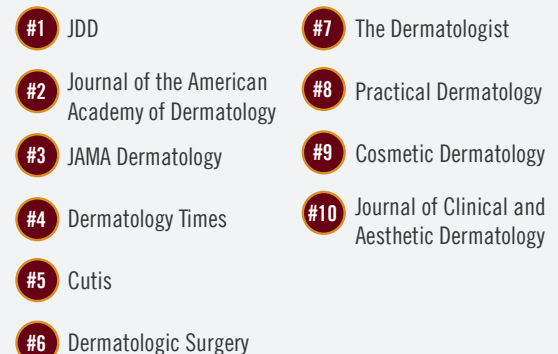 #1 JDD
#2 Journal of the American
Academy of Dermatology
#3 JAMA Dermatology
#4 Dermatology Times
#5 Cutis
#6 Dermatologic Surgery
#7 The Dermatologist
#8 Practical Dermatology
#9 Cosmetic Dermatology
#10 Journal of Clinical and
Aesthetic Dermatology